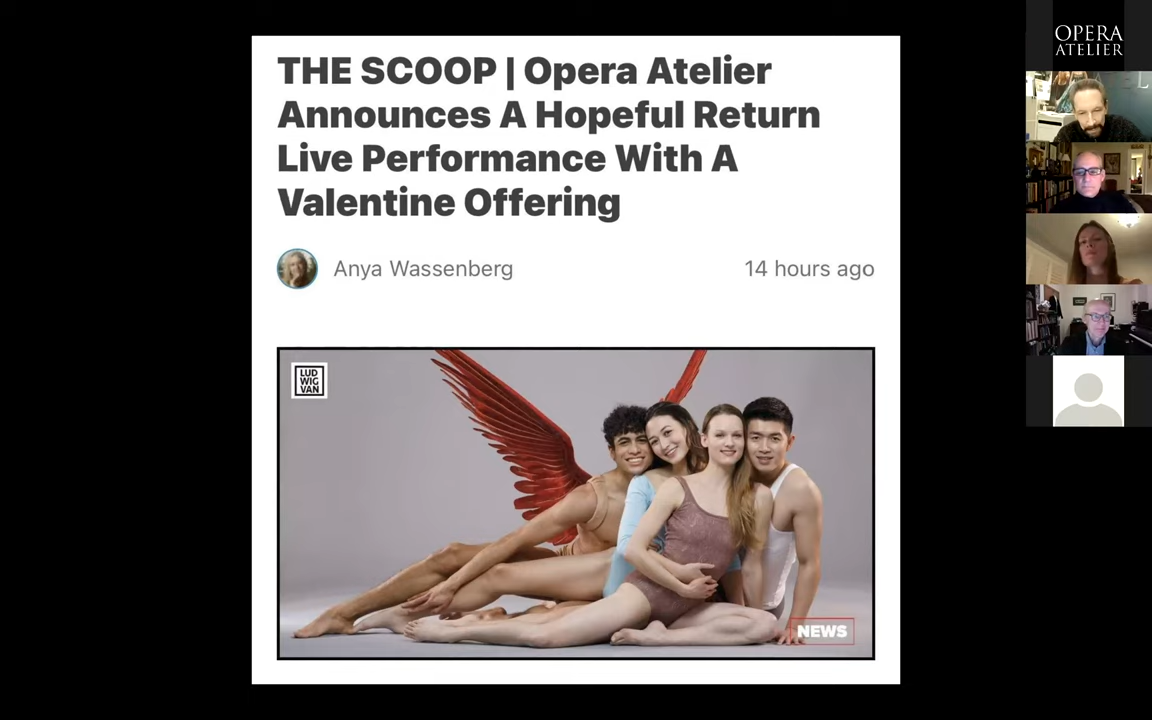 THE SCOOP | Opera Atelier
Announces A Hopeful Return
Live Performance With A
Valentine Offering
Anya Wassenberg
14 hours ago
LUD
WIG
VAN
NEWS
OPERA
ATELIER